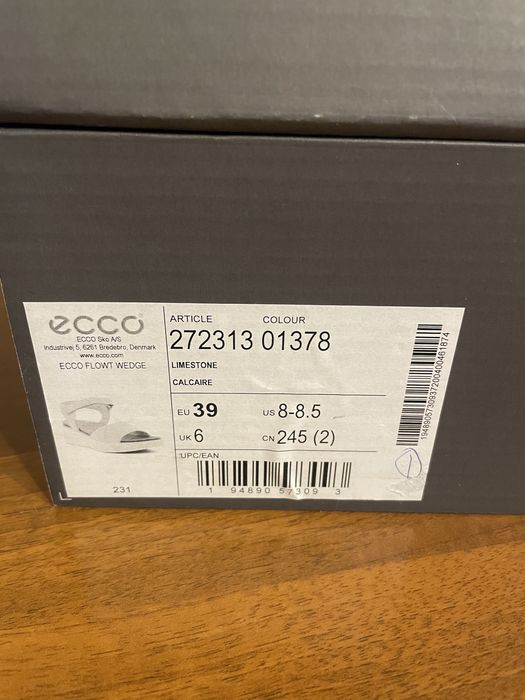 ecco
ECCO Sko A/S
Industrivej 5, 6261 Bredebro, Denmark
www.ecco.com
ECCO FLOWT WEDGE
231
ARTICLE COLOUR
272313 01378
LIMESTONE
CALCAIRE
EU 39 US 8-8.5
UK 6 CN 245 (2)
UPC/EAN
1 94890 57309 3
19489057309372004004618​74